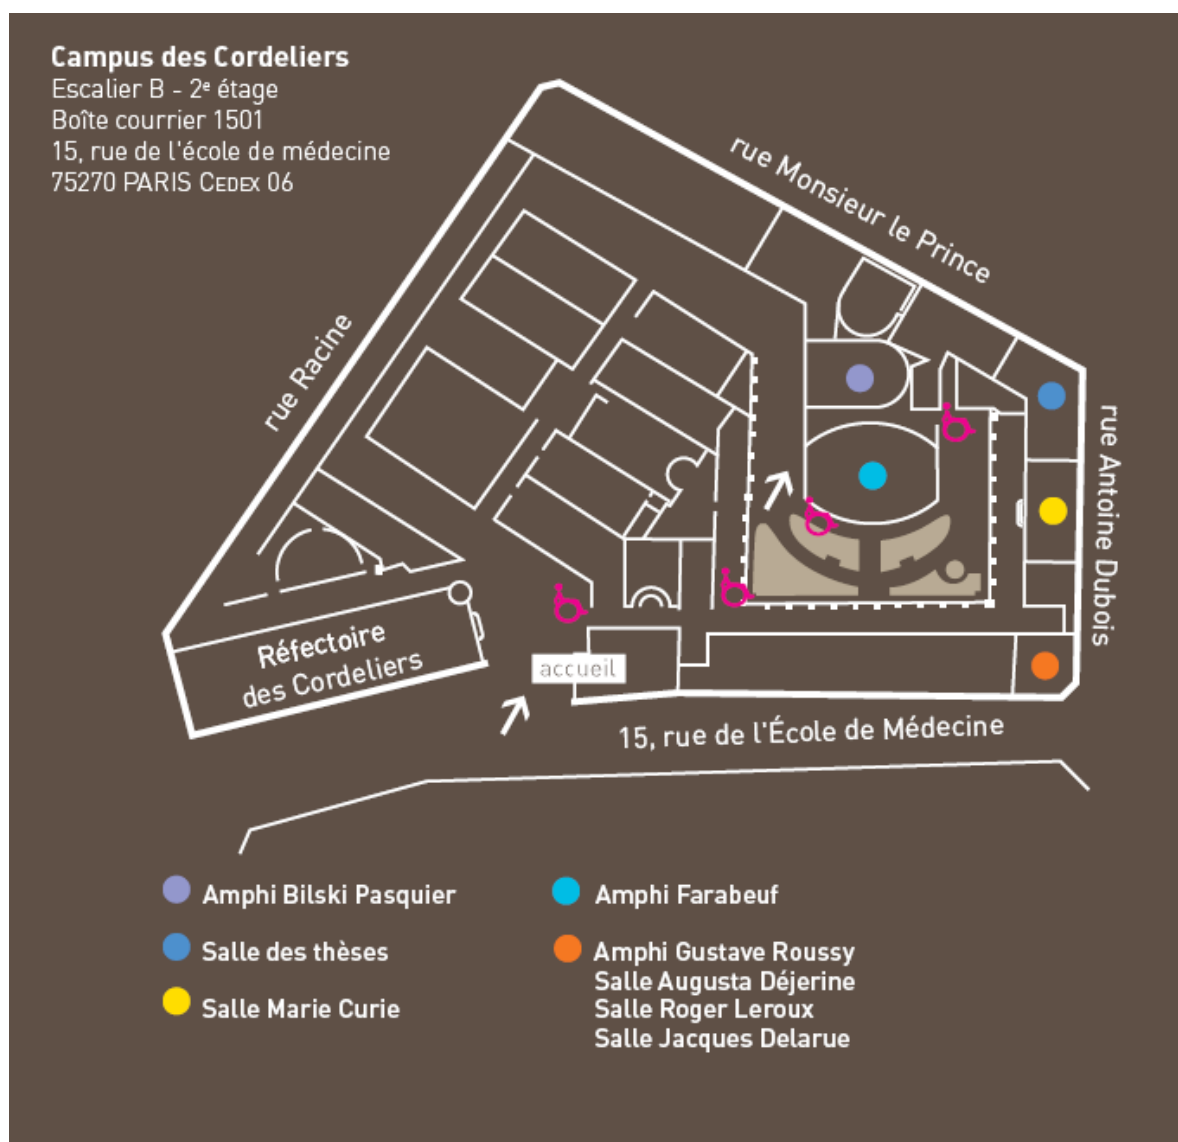 Campus des Cordeliers
Escalier B - 2e étage
Boîte courrier 1501
15, rue de l'école de médecine
75270 PARIS CEDEX 06
rue Monsieur le Prince
rue Racine
rue Antoine Dubois
Réfectoire
des Cordeliers
accueil
15, rue de l'École de Médecine
Amphi Bilski Pasquier
Salle des thèses
Salle Marie Curie
Amphi Farabeuf
Amphi Gustave Roussy
Salle Augusta Déjerine
Salle Roger Leroux
Salle Jacques Delarue